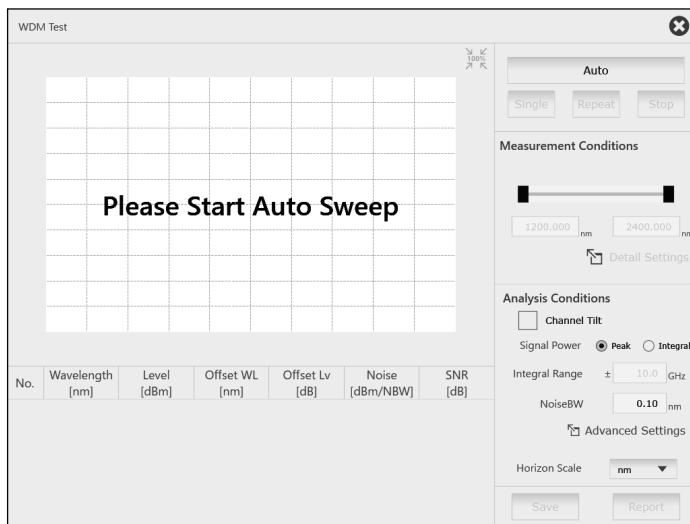 WDM Test
100%
Auto
Single Repeat Stop
Measurement Conditions
Please Start Auto Sweep
1200.000 nm 2400.000 nm
Detail Settings
Analysis Conditions
Channel Tilt
Signal Power Peak Integral
Integral Range ± 10.0 GHz
NoiseBW 0.10 nm
Advanced Settings
Horizon Scale nm
Save Report
No. Wavelength [nm] Level [dBm] Offset WL [nm] Offset Lv [dB] Noise [dBm/NBW] SNR [dB]